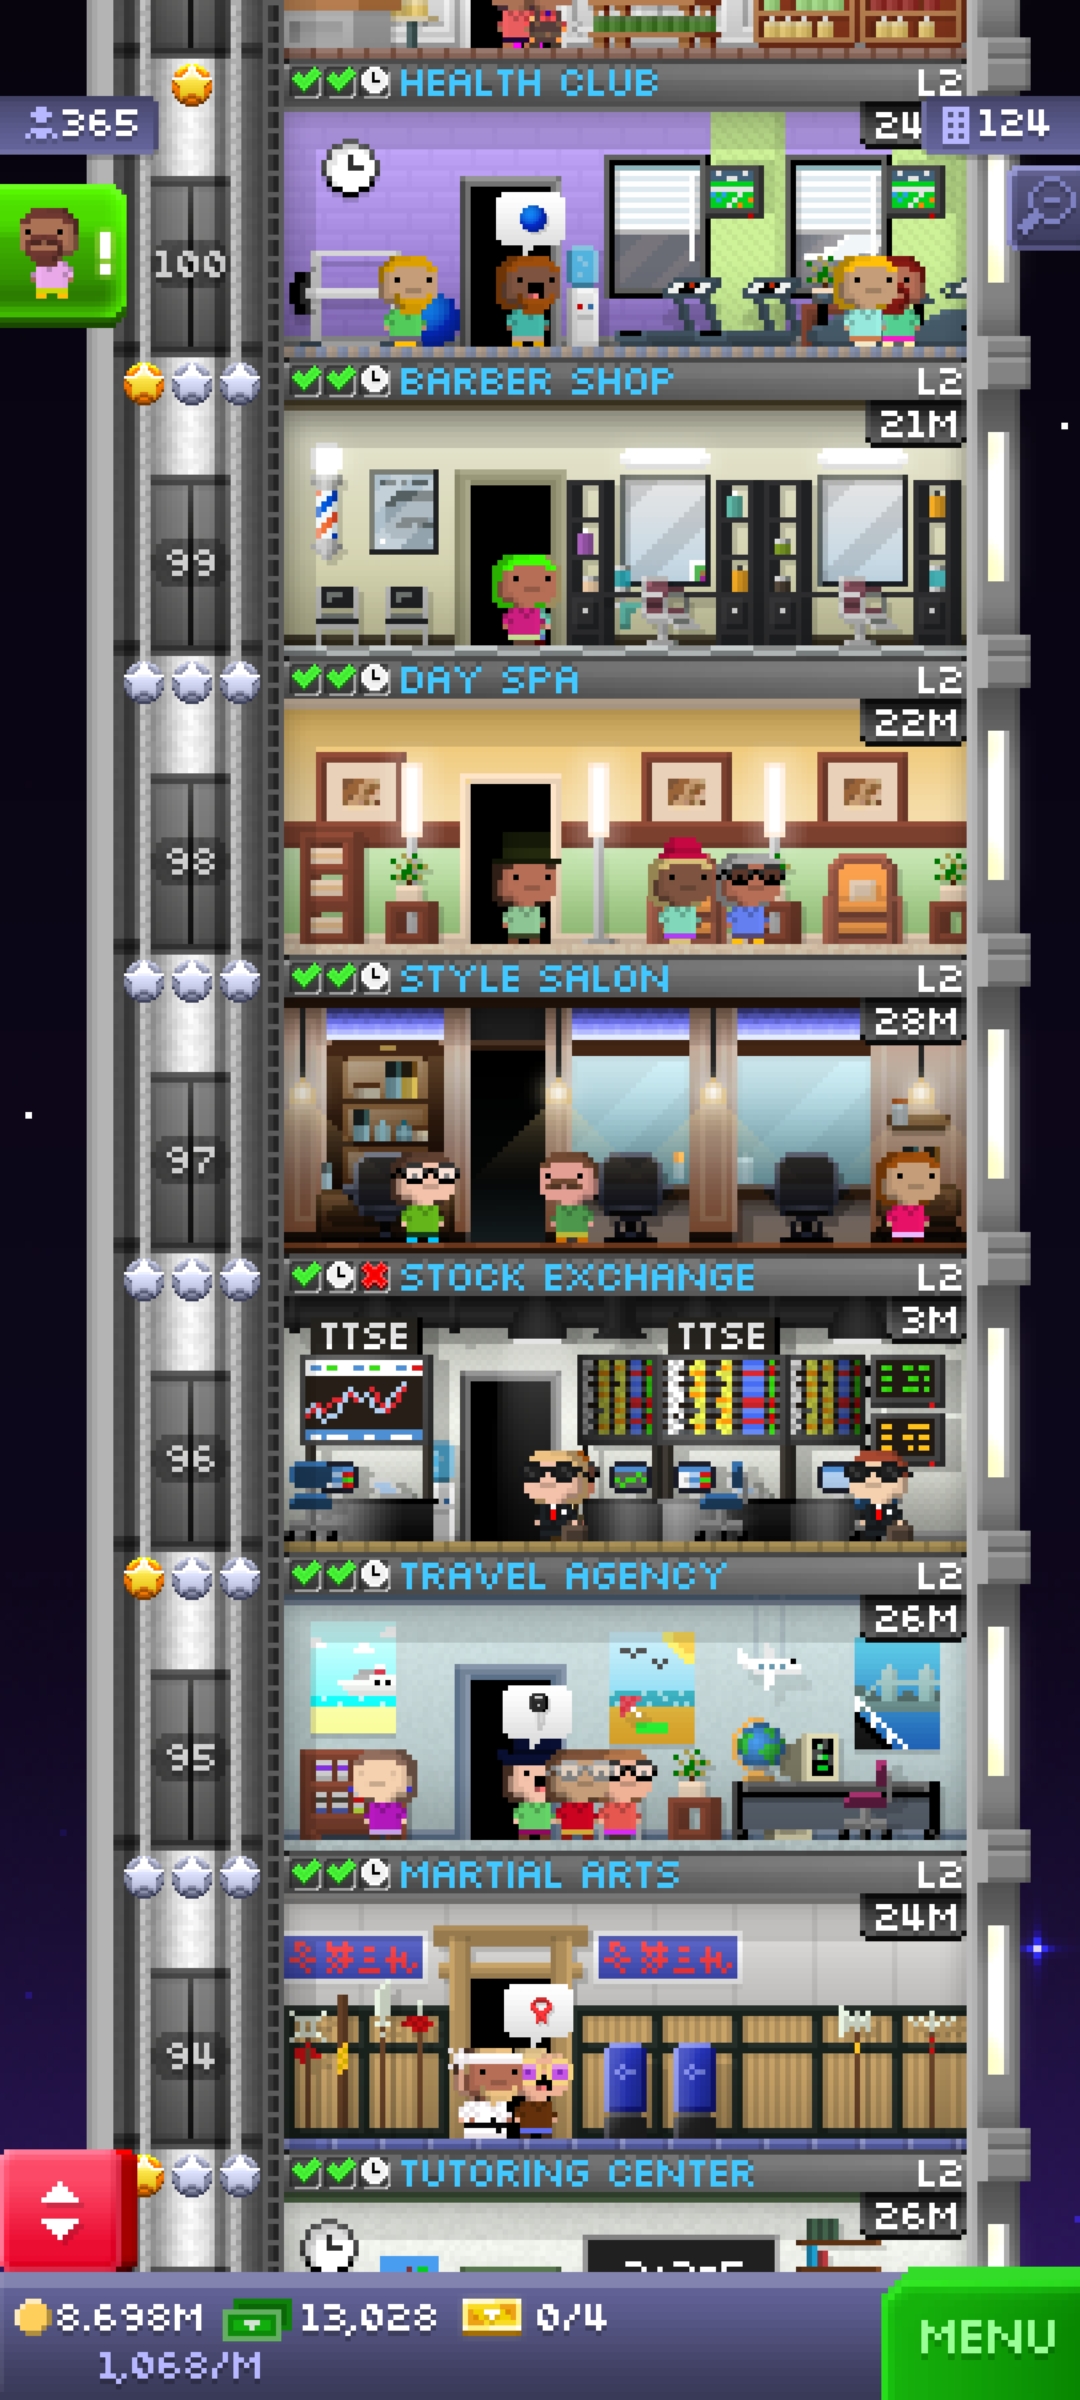 HEALTH CLUB L2
365
24
124
100
BARBER SHOP L2
21M
99
DAY SPA L2
22M
98
STYLE SALON L2
28M
97
STOCK EXCHANGE L2
3M
TTSE TTSE
96
TRAVEL AGENCY L2
26M
95
MARTIAL ARTS L2
24M
94
TUTORING CENTER L2
26M
8.698M 13,028 0/4
1,068/M
MENU